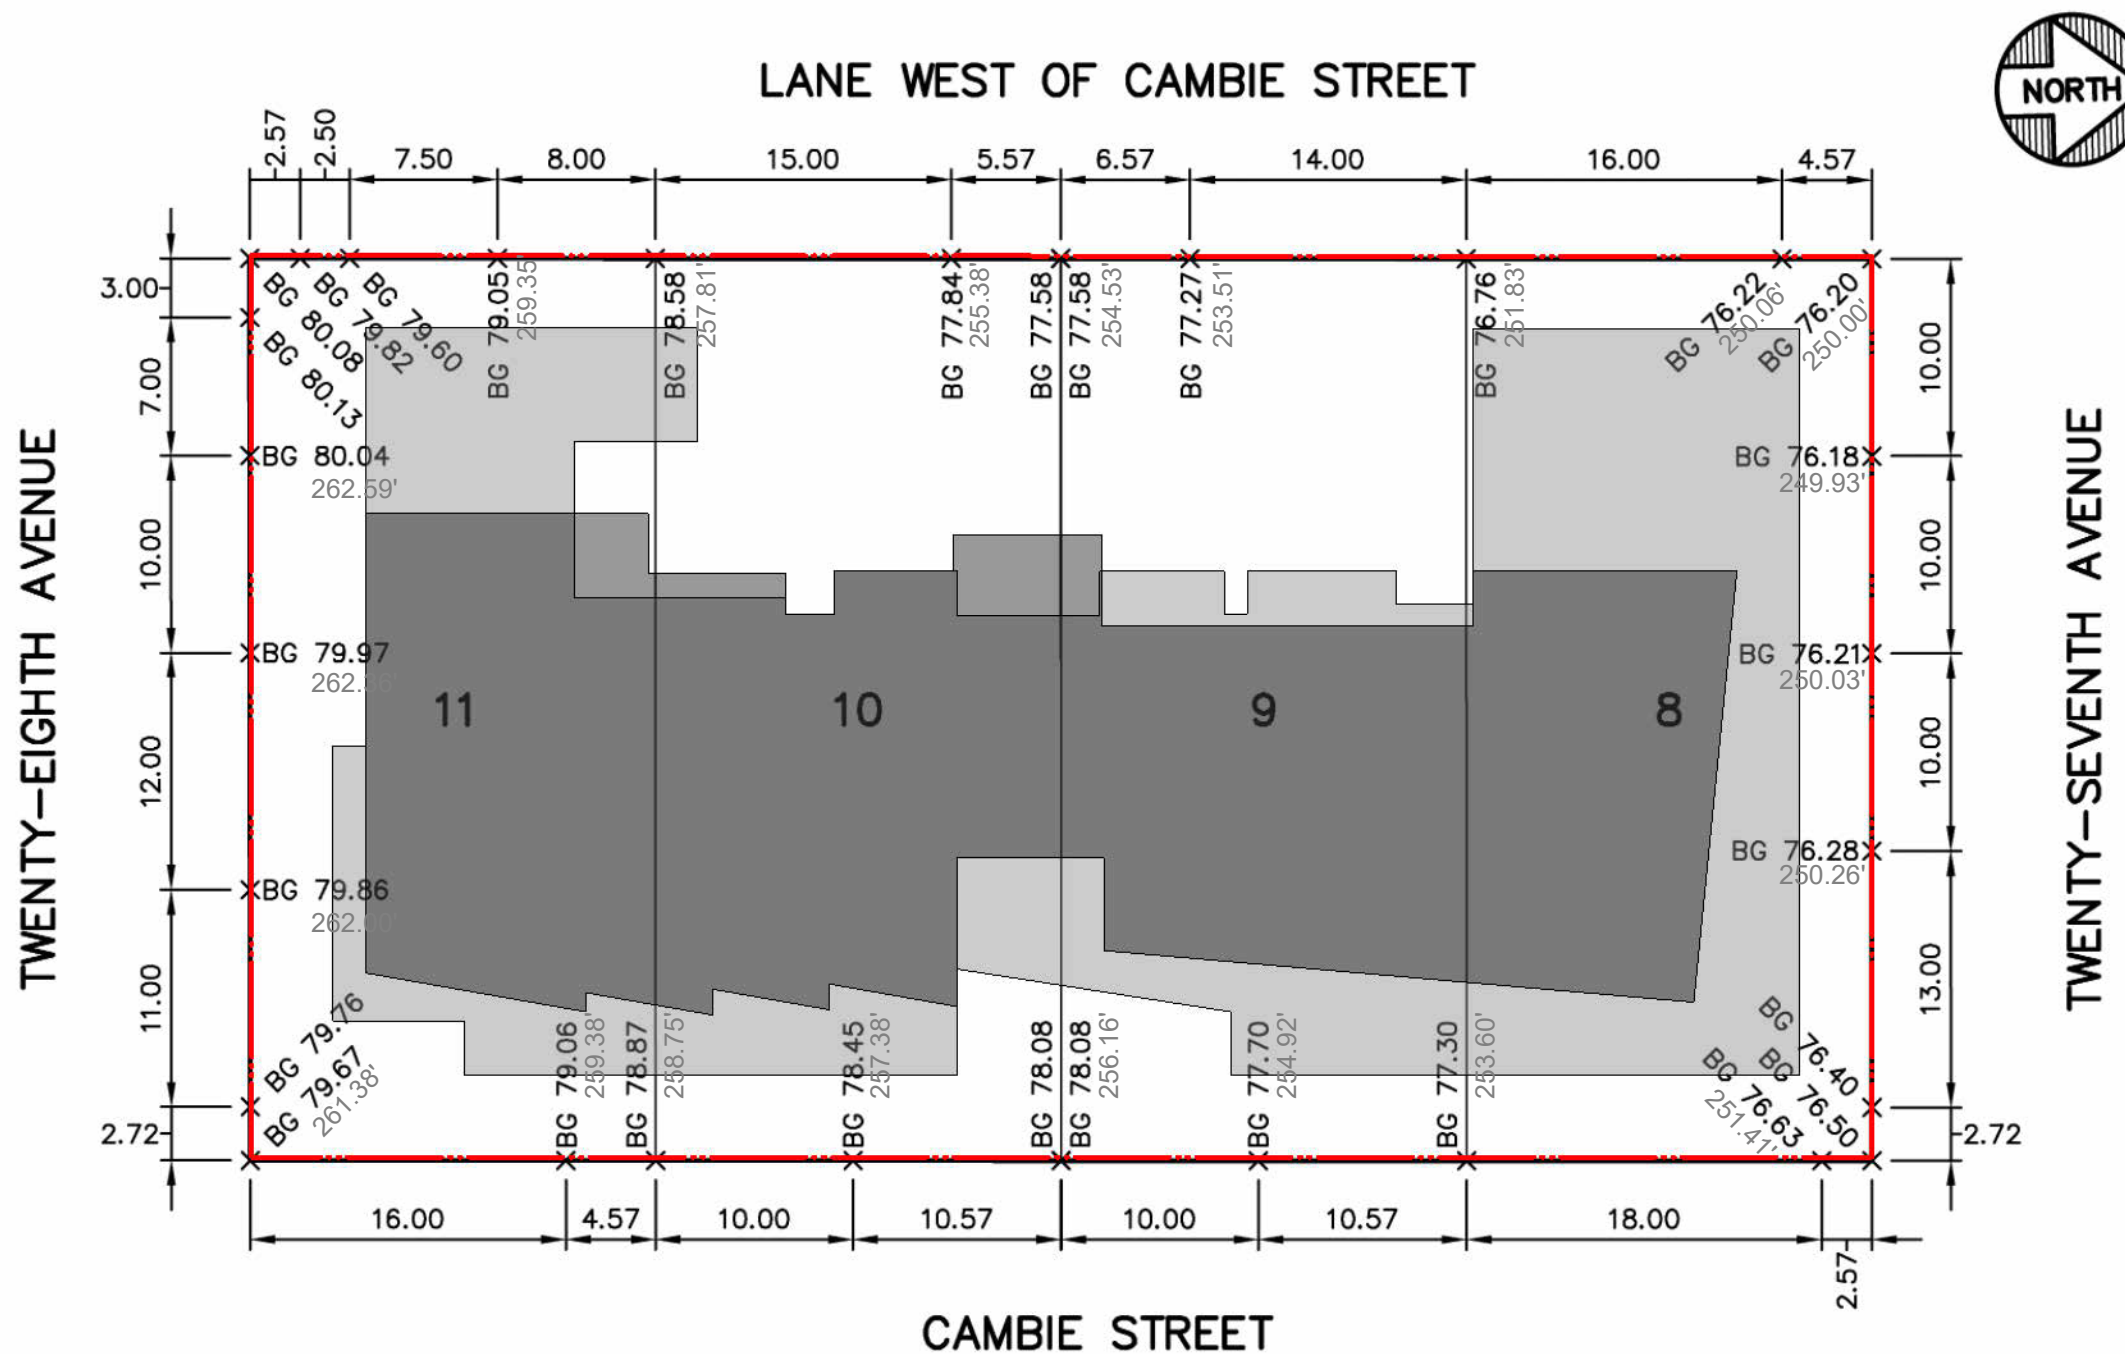 LANE WEST OF CAMBIE STREET
NORTH
2.57
2.50
7.50
8.00
15.00
5.57
6.57
14.00
16.00
4.57
BG 80.08
BG 79.82
BG 79.60
BG 79.05
259.35'
BG 78.58
257.81'
BG 77.84
255.38'
BG 77.58
BG 77.58
254.53'
BG 77.27
253.51'
BG 76.76
251.83'
BG 76.22
250.06'
BG 76.20
250.00'
3.00
7.00
10.00
12.00
11.00
2.72
TWENTY-EIGHTH AVENUE
BG 80.13
BG 80.04
262.59'
BG 79.97
BG 79.86
262.00'
BG 79.76
BG 79.67
261.38'
11
10
9
8
BG 76.18
249.93'
BG 76.21
250.03'
BG 76.28
250.26'
BG 76.40
BG 76.50
BG 76.63
251.41'
10.00
10.00
10.00
13.00
2.72
TWENTY-SEVENTH AVENUE
BG 79.06
259.38'
BG 78.87
258.75'
BG 78.45
257.38'
BG 78.08
BG 78.08
256.16'
BG 77.70
254.92'
BG 77.30
253.60'
16.00
4.57
10.00
10.57
10.00
10.57
18.00
2.57
CAMBIE STREET